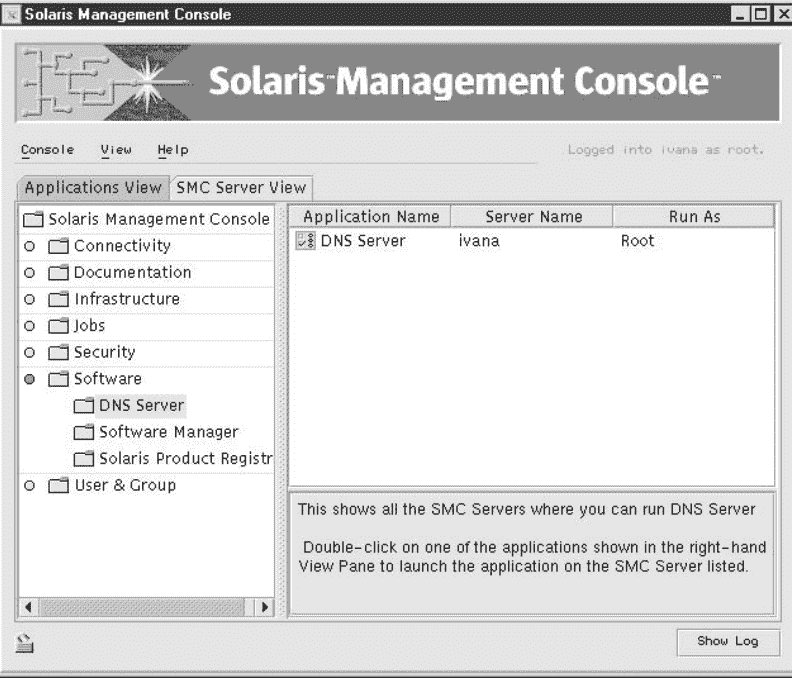 Solaris Management Console
Solaris™ Management Console™
Console View Help
Logged into ivana as root.
Applications View SMC Server View
Solaris Management Console
Connectivity
Documentation
Infrastructure
Jobs
Security
Software
DNS Server
Software Manager
Solaris Product Registr
User & Group
Application Name Server Name Run As
DNS Server ivana Root
This shows all the SMC Servers where you can run DNS Server
Double-click on one of the applications shown in the right-hand
View Pane to launch the application on the SMC Server listed.
Show Log